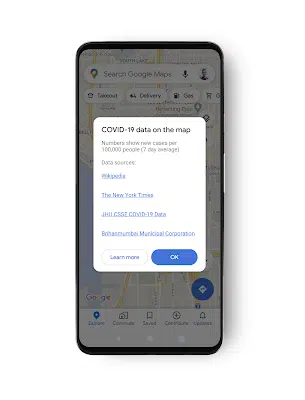 SOUTH LAKE
Search Google Maps
Takeout
Delivery
Gas
COVID-19 data on the map
Numbers show new cases per
100,000 people (7 day average)
Data sources:
Wikipedia
The New York Times
JHU CSSE COVID-19 Data
Brihanmumbai Municipal Corporation
Learn more
OK
Google
Explore
Commute
Saved
Contribute
Updates